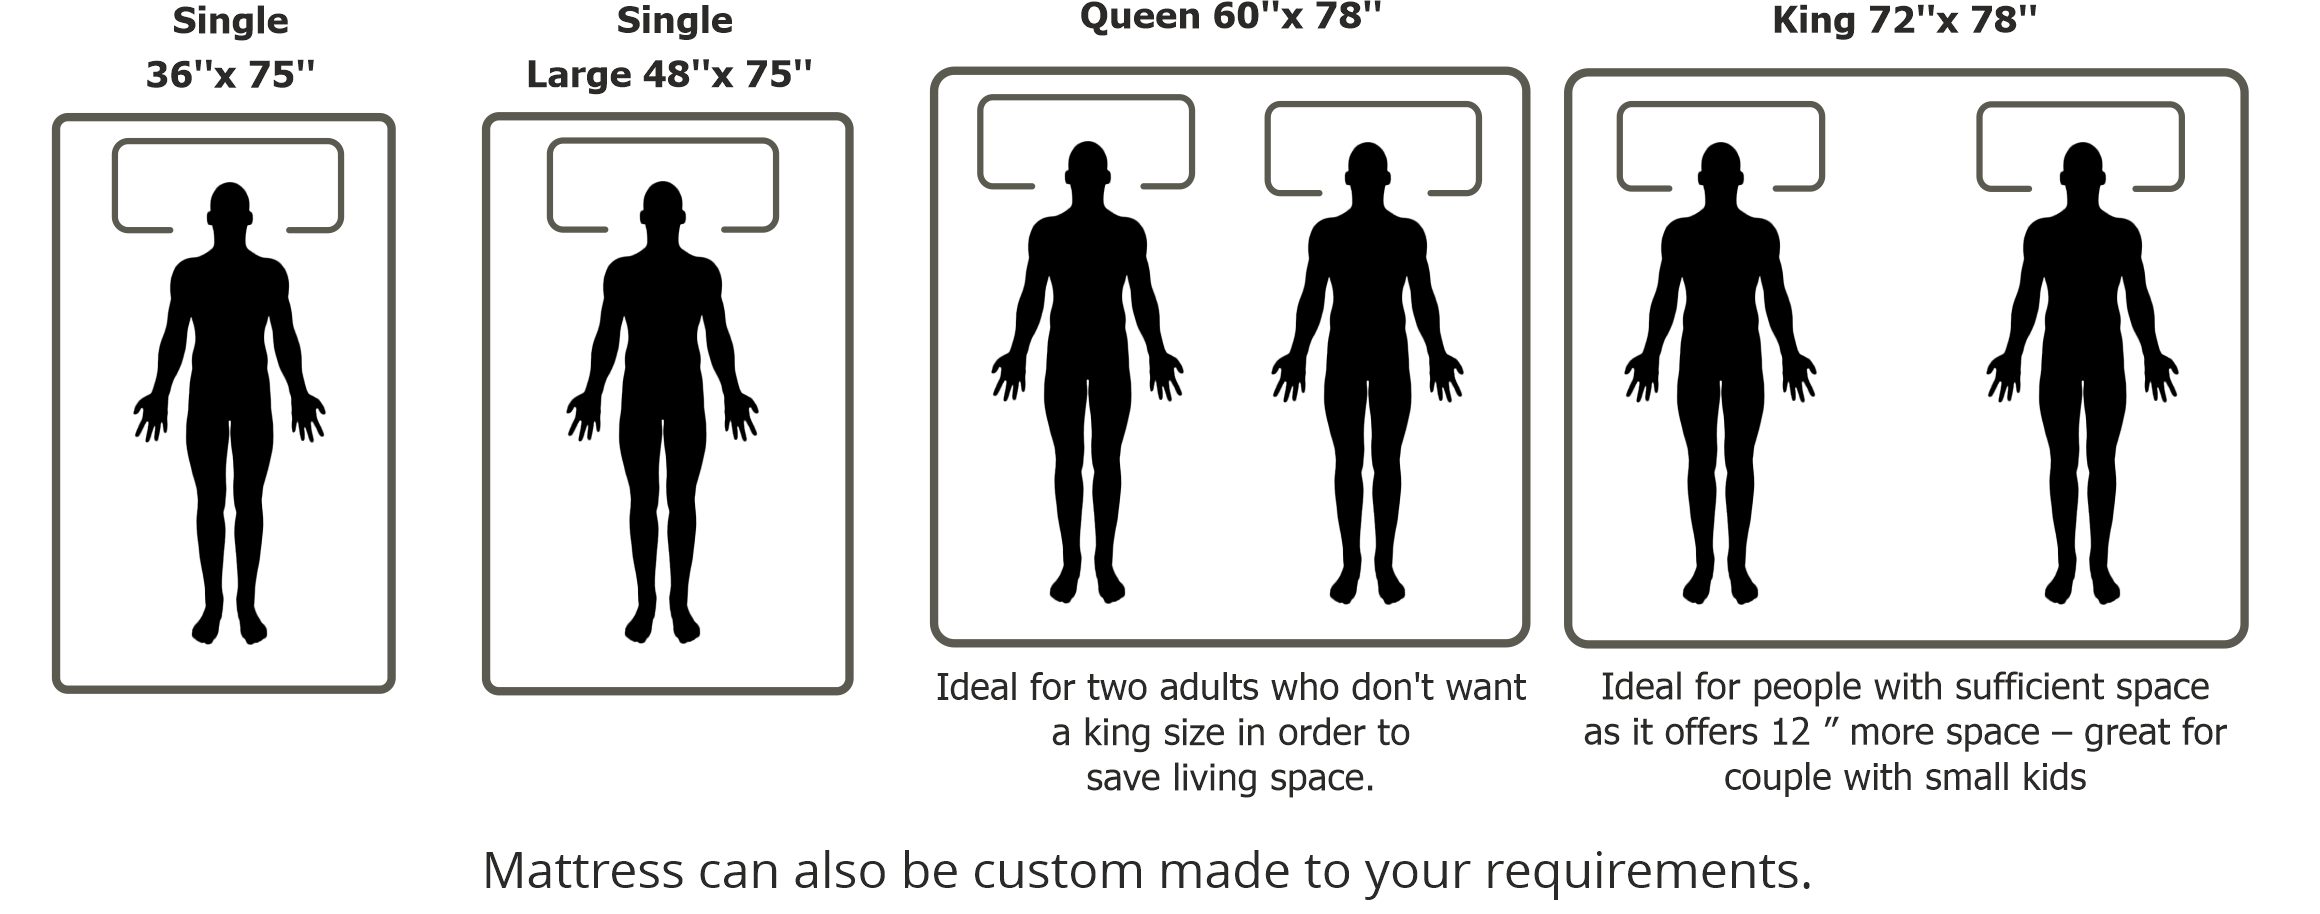 Single
36''x 75''
Single
Large 48''x 75''
Queen 60''x 78''
King 72''x 78''
Ideal for two adults who don't want
a king size in order to
save living space.
Ideal for people with sufficient space
as it offers 12 ” more space – great for
couple with small kids
Mattress can also be custom made to your requirements.